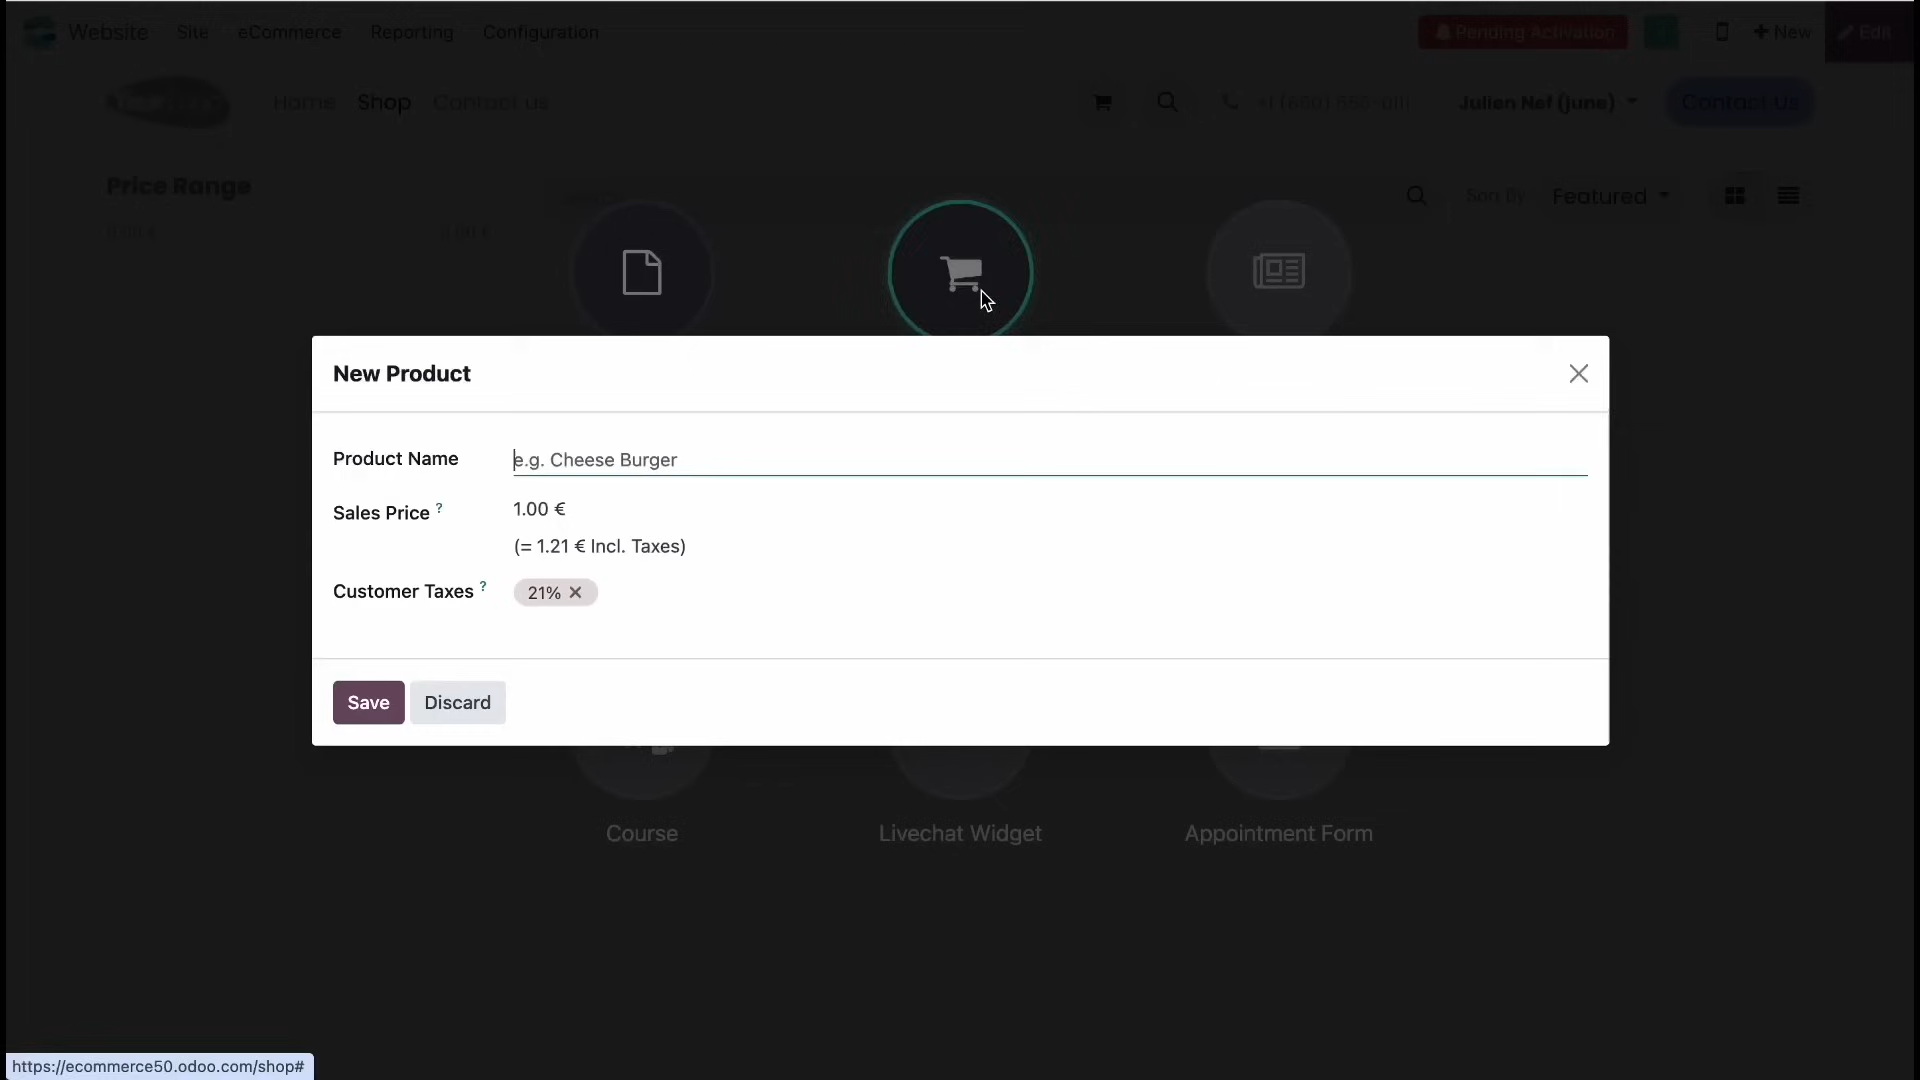 Website Site eCommerce Reporting Configuration Pending Activation New Edit
Home Shop Contact us Julien Nef (june) Contact Us
Price Range Sort By Featured
New Product
Product Name e.g. Cheese Burger
Sales Price ? 1.00 €
(= 1.21 € Incl. Taxes)
Customer Taxes ? 21%
Save Discard
Course Livechat Widget Appointment Form
https://ecommerce50.odoo.com/shop#